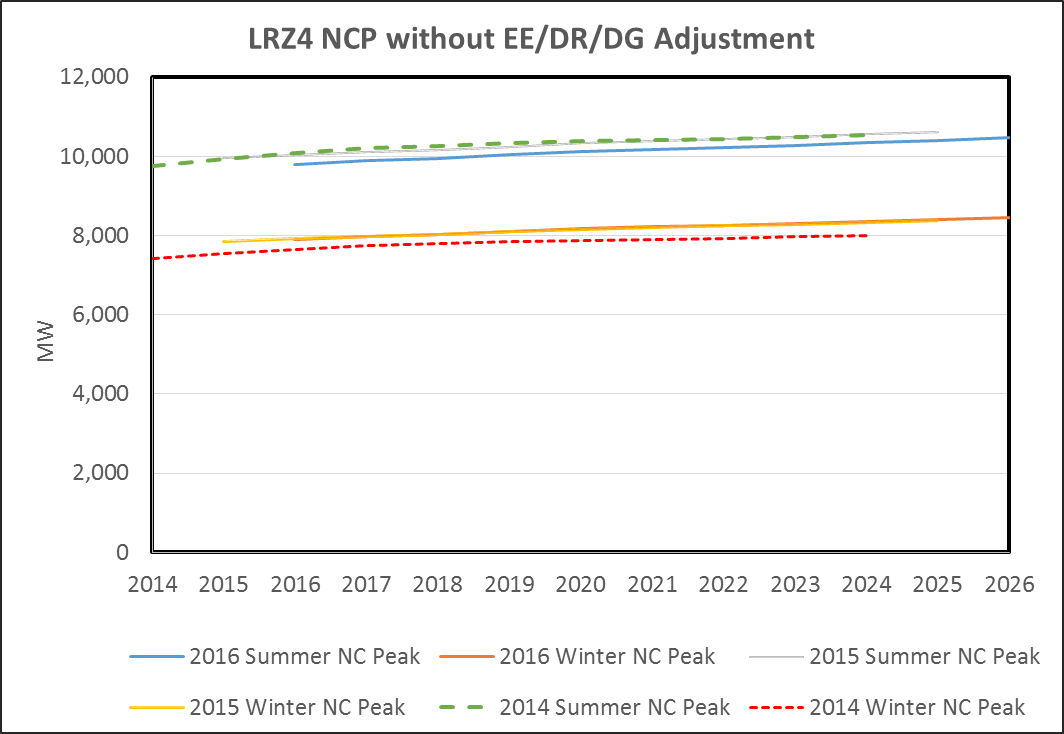 LRZ4 NCP without EE/DR/DG Adjustment
12,000
10,000
8,000
6,000
4,000
2,000
0
MW
2014 2015 2016 2017 2018 2019 2020 2021 2022 2023 2024 2025 2026
2016 Summer NC Peak 2016 Winter NC Peak 2015 Summer NC Peak
2015 Winter NC Peak 2014 Summer NC Peak 2014 Winter NC Peak